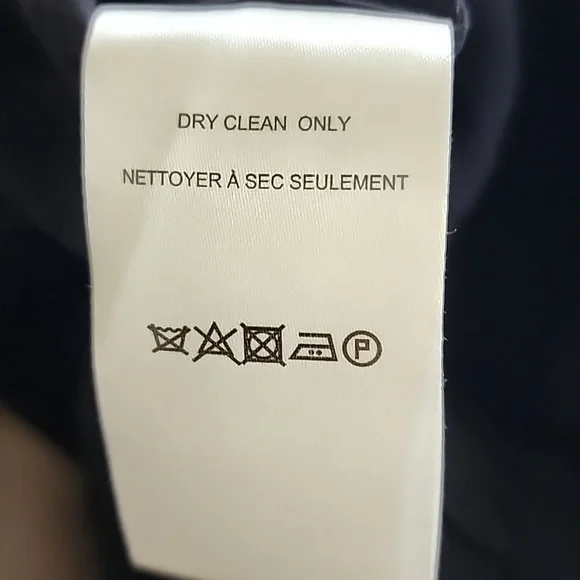 DRY CLEAN ONLY
NETTOYER À SEC SEULEMENT
P